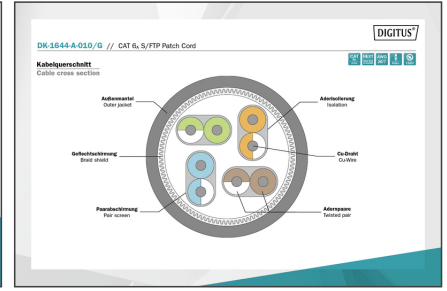 DIGITUS®
DK-1644-A-010/G // CAT 6A S/FTP Patch Cord
Kabelquerschnitt
Cable cross section
Außenmantel
Outer jacket
Aderisolierung
Isolation
Geflechtschirmung
Braid shield
Cu-Draht
Cu-Wire
Paarabschirmung
Pair screen
Aderpaare
Twisted pair